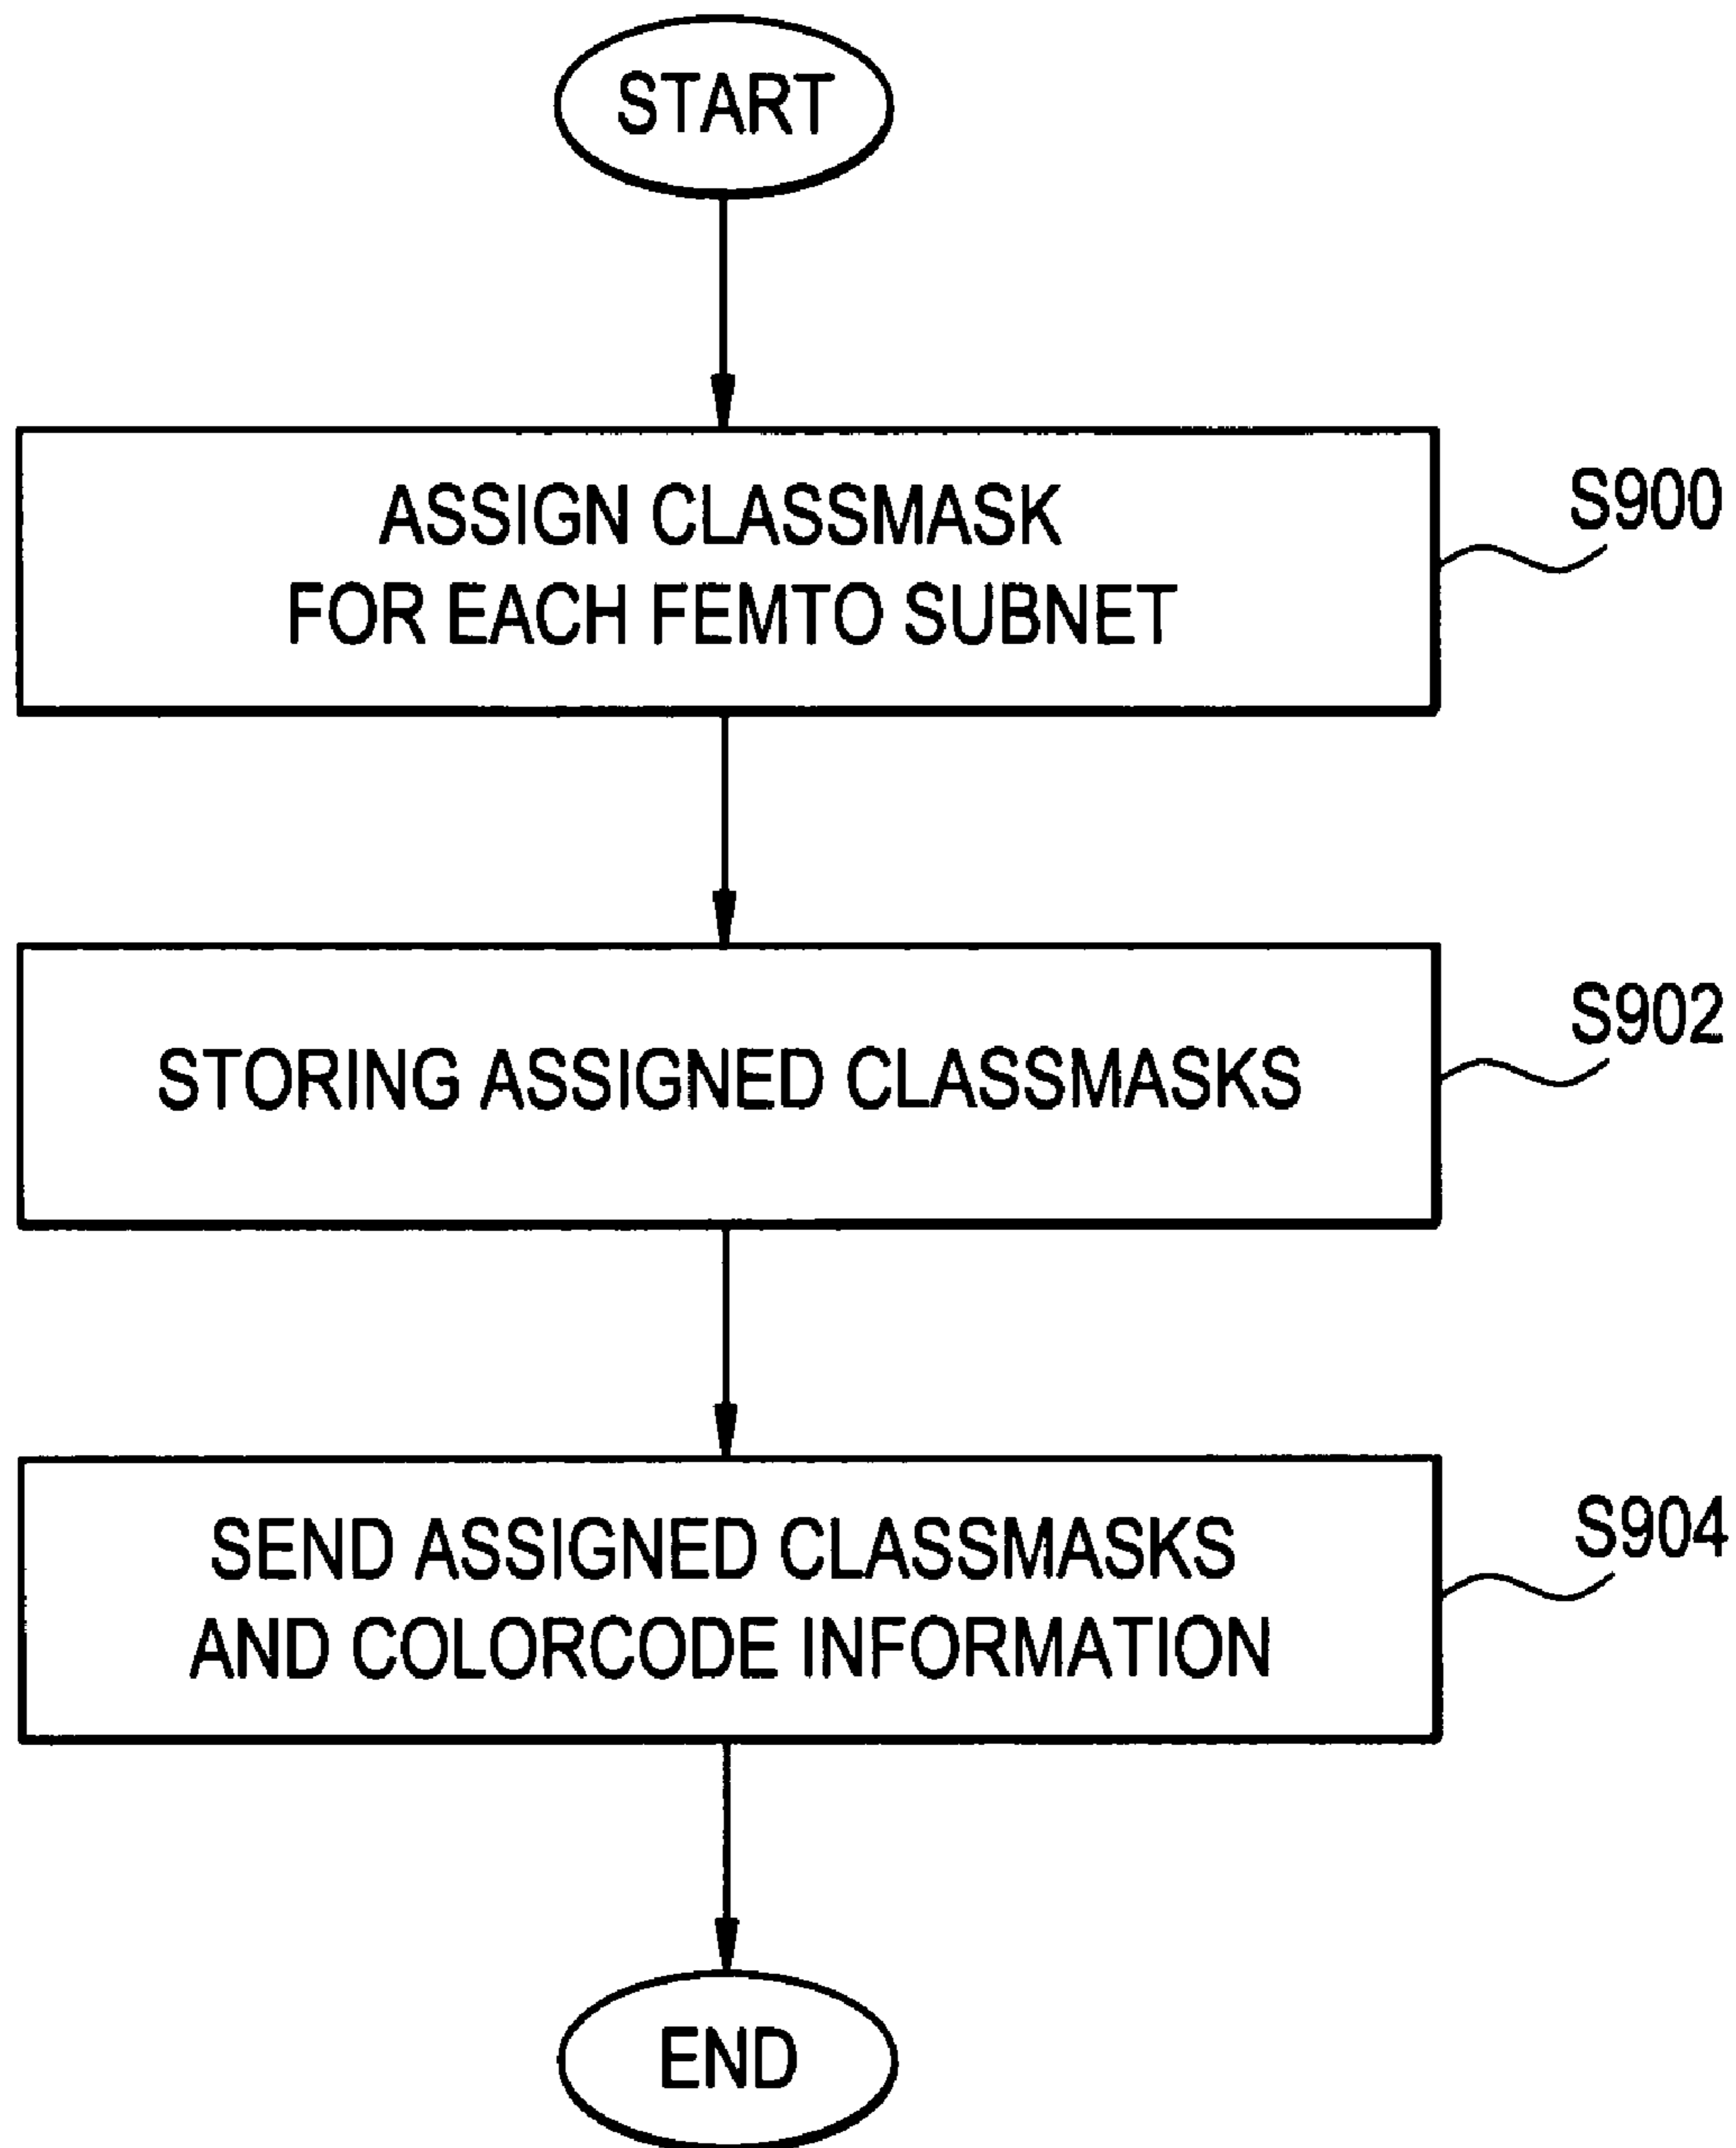 START
ASSIGN CLASSMASK
FOR EACH FEMTO SUBNET
S900
STORING ASSIGNED CLASSMASKS
S902
SEND ASSIGNED CLASSMASKS
AND COLORCODE INFORMATION
S904
END